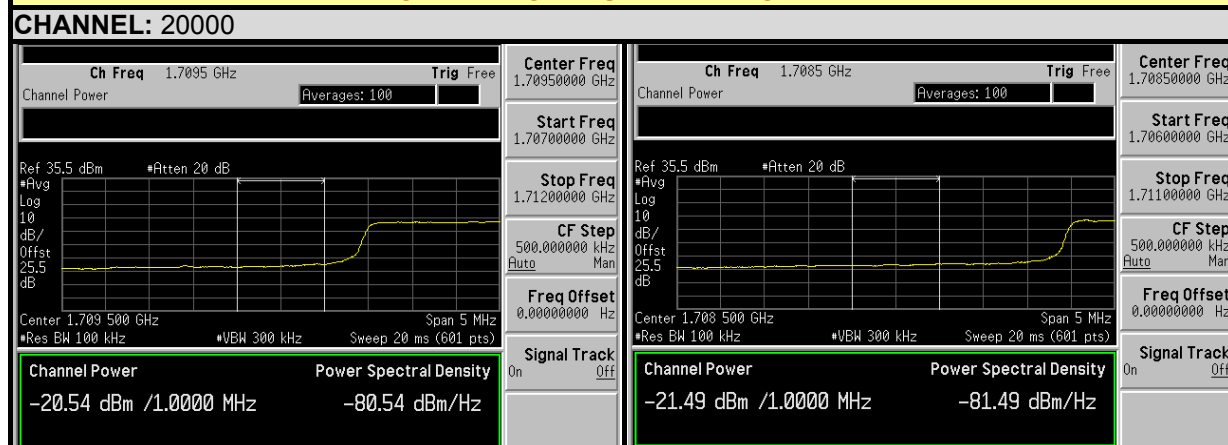 CHANNEL: 20000
Ch Freq 1.7095 GHz Trig Free
Channel Power Averages: 100
Ref 35.5 dBm #Atten 20 dB
#Avg
Log
10
dB/
Offst
25.5
dB
Center 1.709 500 GHz Span 5 MHz
#Res BW 100 kHz #VBW 300 kHz Sweep 20 ms (601 pts)
Channel Power Power Spectral Density
-20.54 dBm /1.0000 MHz -80.54 dBm/Hz
Center Freq
1.70950000 GHz
Start Freq
1.70700000 GHz
Stop Freq
1.71200000 GHz
CF Step
500.000000 kHz
Auto Man
Freq Offset
0.00000000 Hz
Signal Track
On Off
Ch Freq 1.7085 GHz Trig Free
Channel Power Averages: 100
Ref 35.5 dBm #Atten 20 dB
#Avg
Log
10
dB/
Offst
25.5
dB
Center 1.708 500 GHz Span 5 MHz
#Res BW 100 kHz #VBW 300 kHz Sweep 20 ms (601 pts)
Channel Power Power Spectral Density
-21.49 dBm /1.0000 MHz -81.49 dBm/Hz
Center Freq
1.70850000 GHz
Start Freq
1.70600000 GHz
Stop Freq
1.71100000 GHz
CF Step
500.000000 kHz
Auto Man
Freq Offset
0.00000000 Hz
Signal Track
On Off